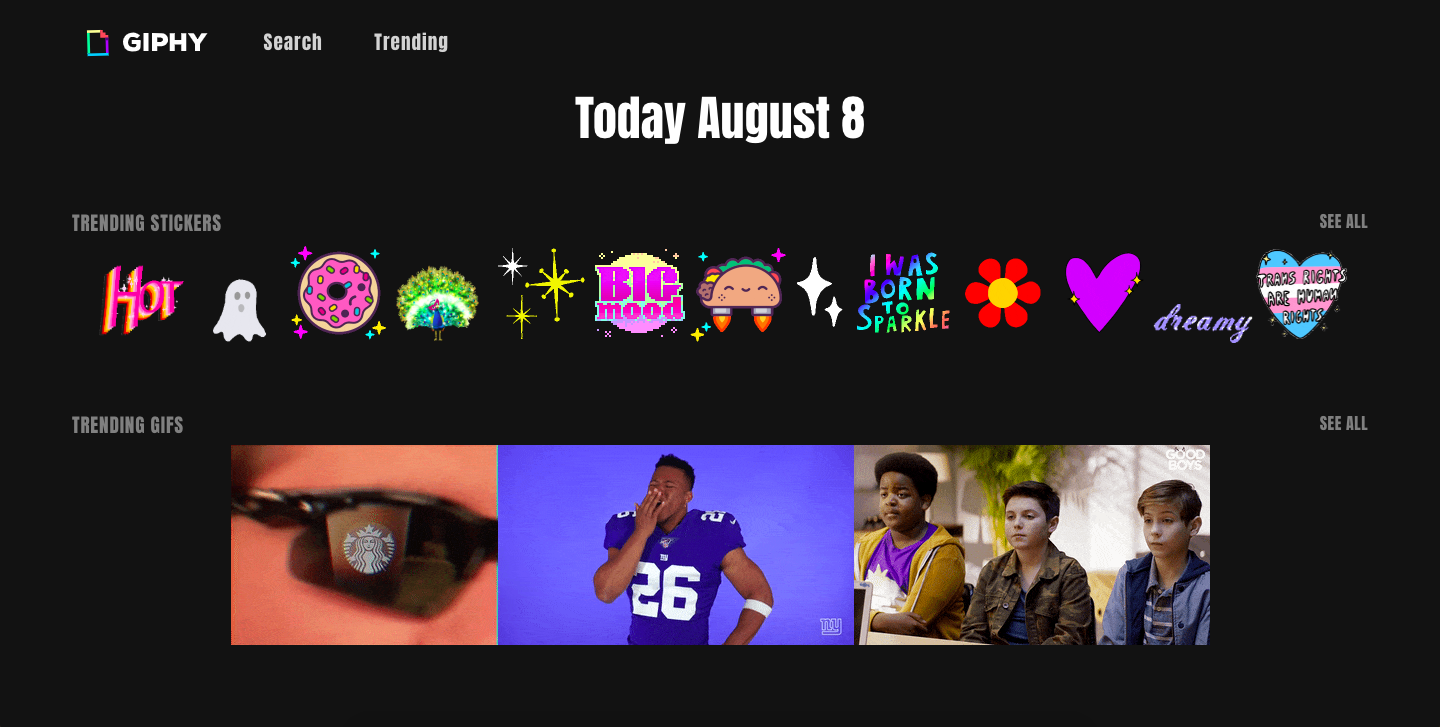 GIPHY
Search
Trending
Today August 8
TRENDING STICKERS
SEE ALL
Hot
BIG
mood
I WAS
BORN
TO
SPARKLE
dreamy
TRANS RIGHTS
ARE HUMAN
RIGHTS
TRENDING GIFS
SEE ALL
26
26
NY
GOOD
BOYS